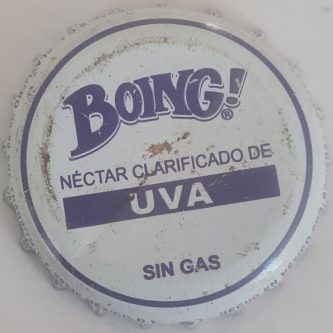 BOING!®
NÉCTAR CLARIFICADO DE
UVA
SIN GAS